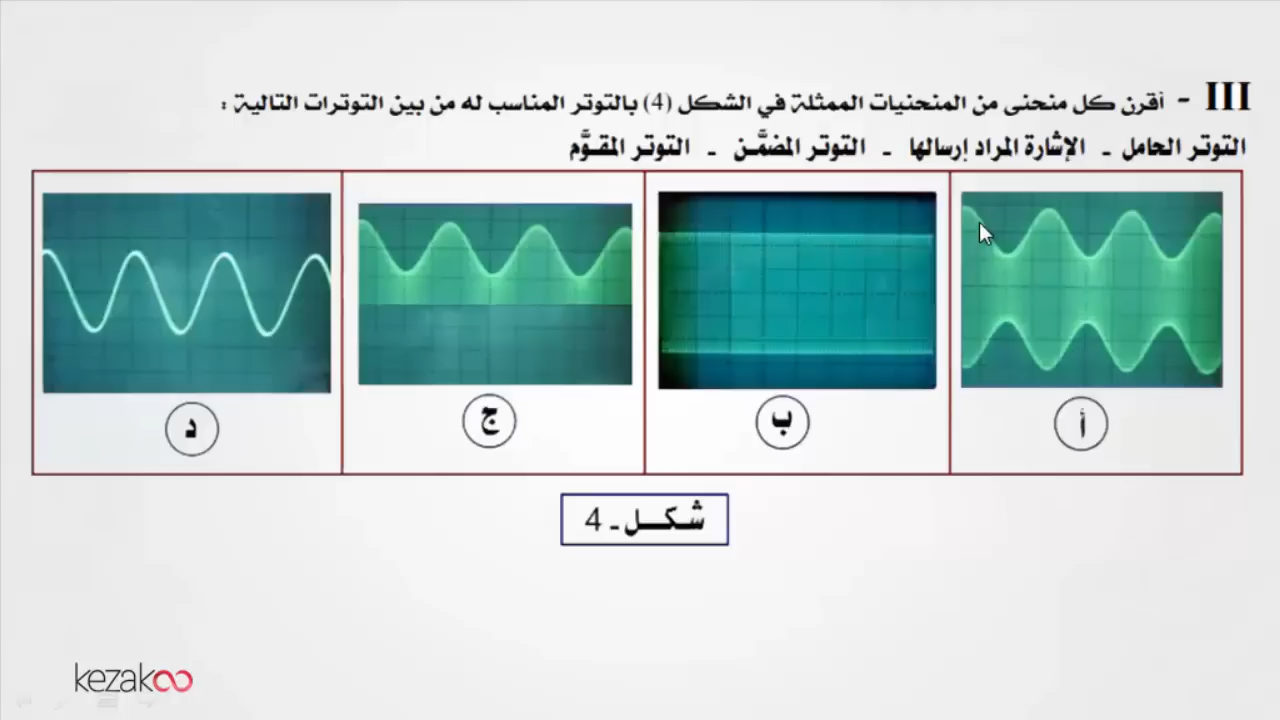 III - أقرن كل منحنى من المنحنيات الممثلة في الشكل (4) بالتوتر المناسب له من بين التوترات التالية :
التوتر الحامل ـ الإشارة المراد إرسالها ـ التوتر المضمَّن ـ التوتر المقوَّم
أ
ب
ج
د
شكل ـ 4
kezakoo